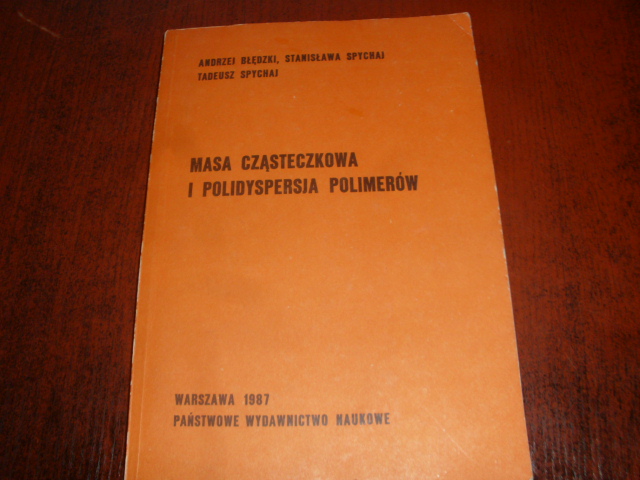 ANDRZEJ BŁĘDZKI, STANISŁAWA SPYCHAJ
TADEUSZ SPYCHAJ
MASA CZĄSTECZKOWA
I POLIDYSPERSJA POLIMERÓW
WARSZAWA 1987
PAŃSTWOWE WYDAWNICTWO NAUKOWE